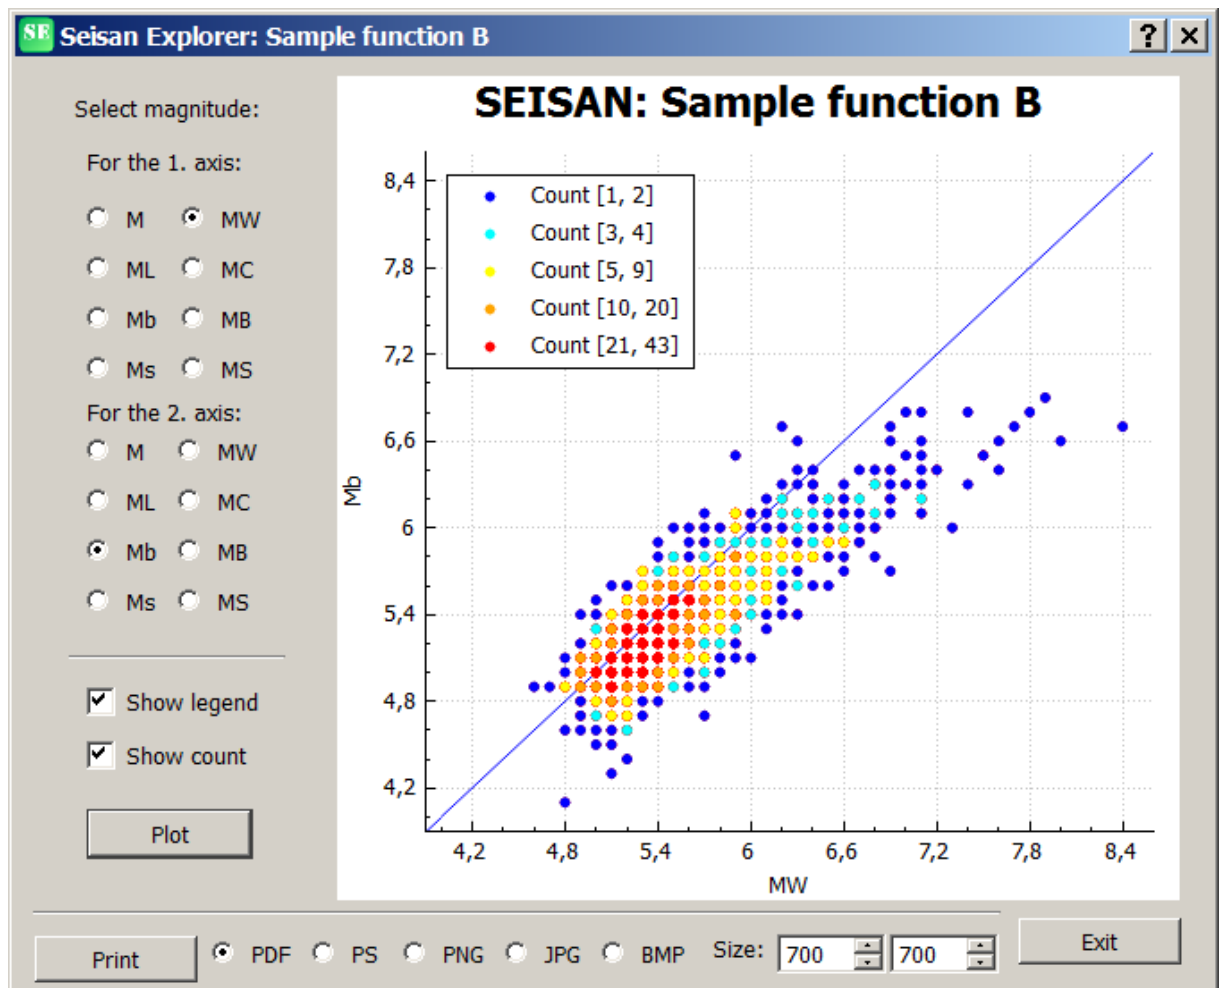 SE Seisan Explorer: Sample function B ?
Select magnitude:
For the 1. axis:
M MW
ML MC
Mb MB
Ms MS
For the 2. axis:
M MW
ML MC
Mb MB
Ms MS
Show legend
Show count
Plot
SEISAN: Sample function B
Count [1, 2]
Count [3, 4]
Count [5, 9]
Count [10, 20]
Count [21, 43]
8,4
7,8
7,2
6,6
6
5,4
4,8
4,2
Mb
4,2 4,8 5,4 6 6,6 7,2 7,8 8,4
MW
Print PDF PS PNG JPG BMP Size: 700 700 Exit